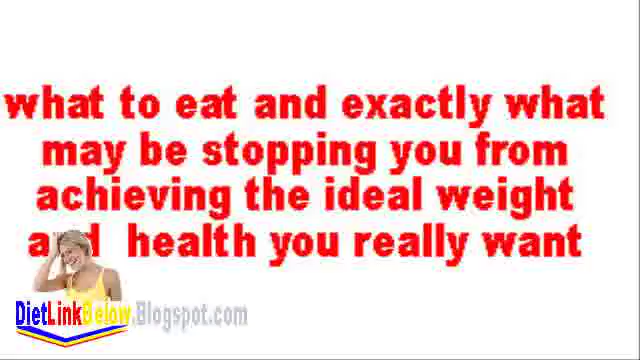 what to eat and exactly what
may be stopping you from
achieving the ideal weight
and health you really want
DietLinkBelow.Blogspot.com